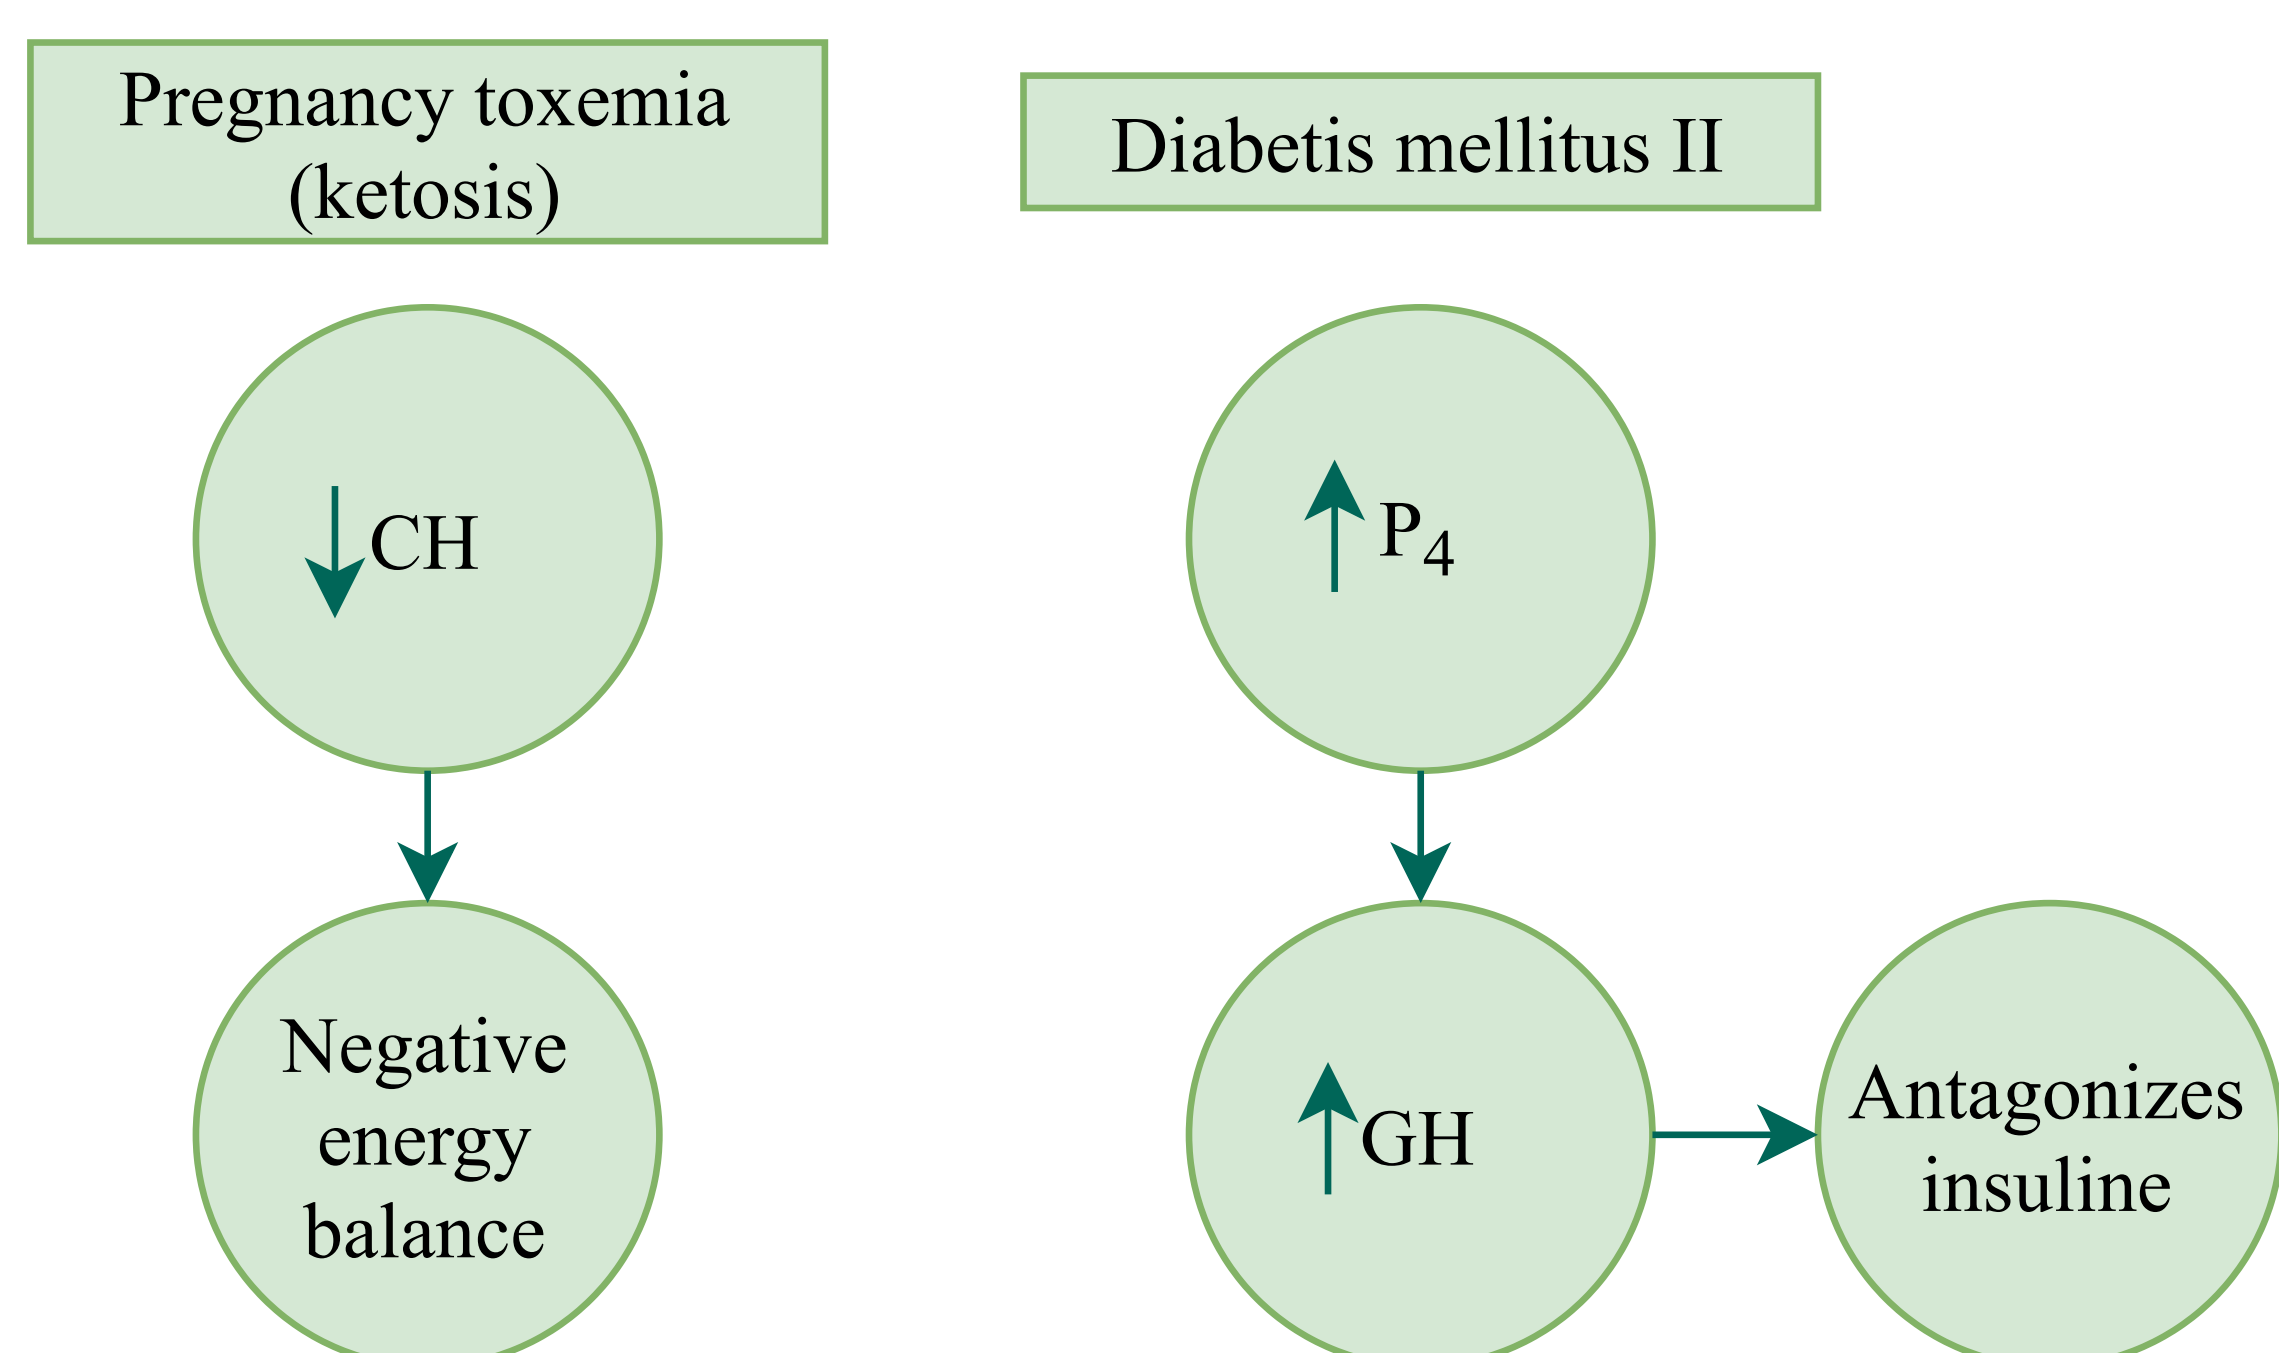 Pregnancy toxemia
(ketosis)
Diabetis mellitus II
CH
P4
Negative
energy
balance
GH
Antagonizes
insuline